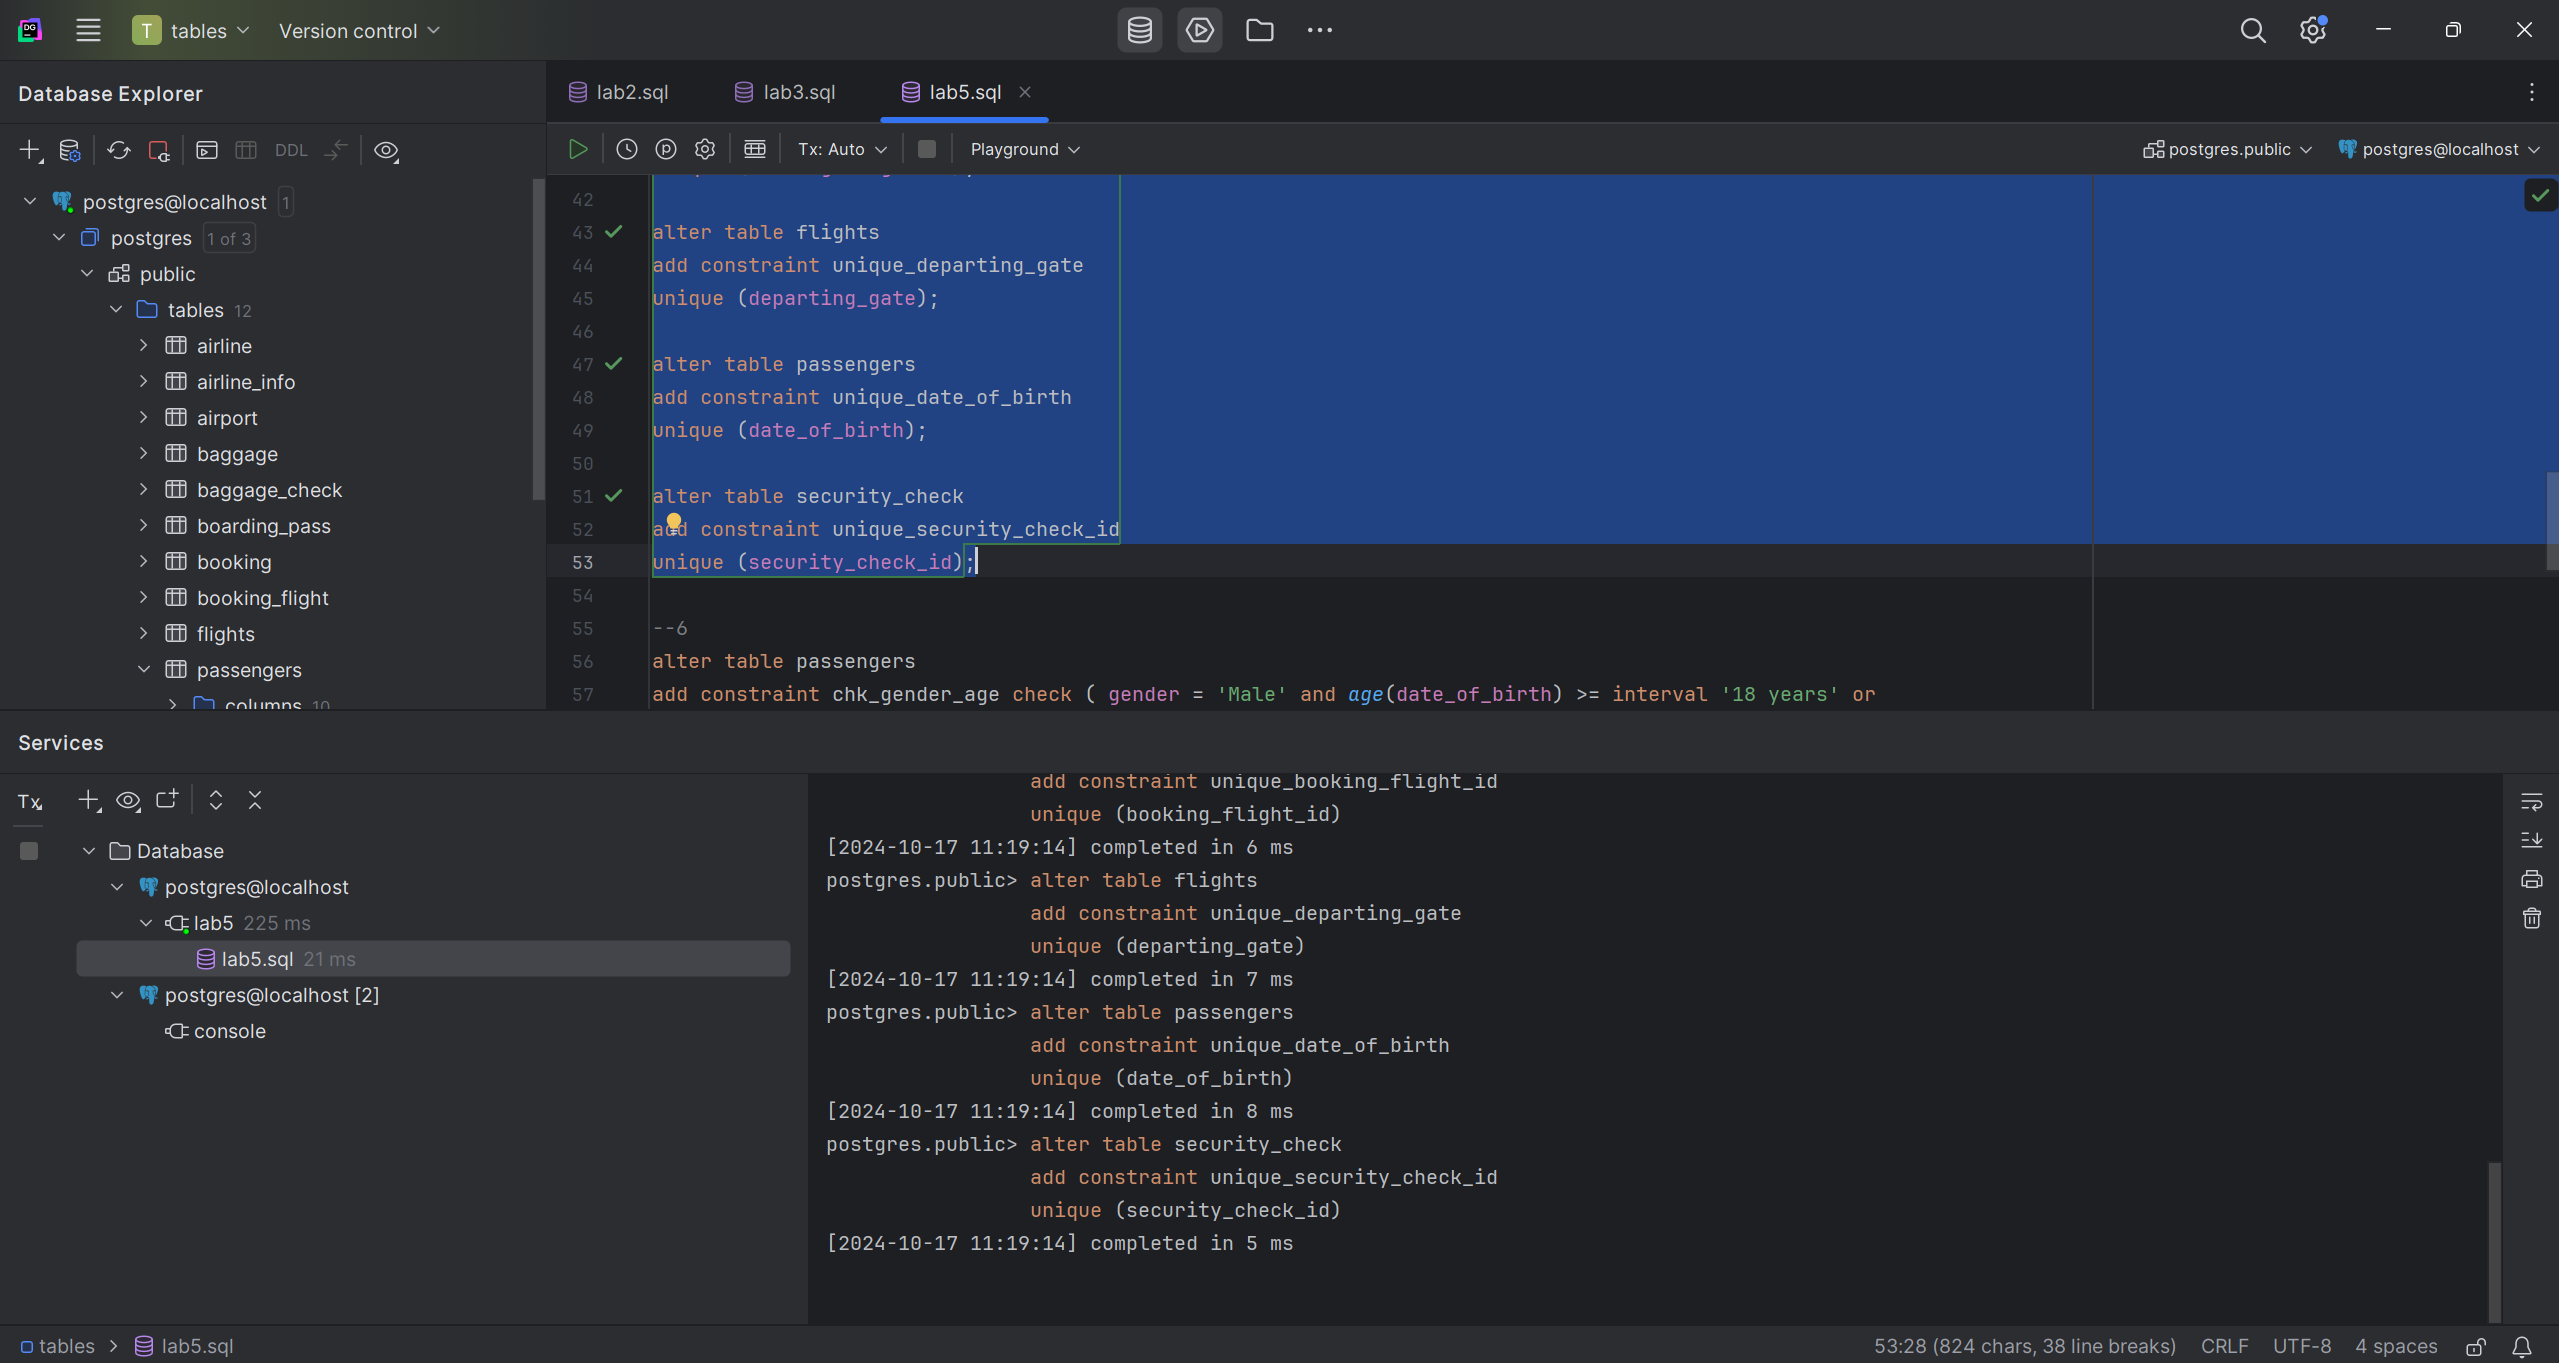 DG
T tables Version control
Database Explorer
lab2.sql lab3.sql lab5.sql
DDL
Tx: Auto Playground postgres.public postgres@localhost
postgres@localhost 1
postgres 1 of 3
public
tables 12
airline
airline_info
airport
baggage
baggage_check
boarding_pass
booking
booking_flight
flights
passengers
columns 10
42
43 alter table flights
44 add constraint unique_departing_gate
45 unique (departing_gate);
46
47 alter table passengers
48 add constraint unique_date_of_birth
49 unique (date_of_birth);
50
51 alter table security_check
52 add constraint unique_security_check_id
53 unique (security_check_id);
54
55 --6
56 alter table passengers
57 add constraint chk_gender_age check ( gender = 'Male' and age(date_of_birth) >= interval '18 years' or
Services
Tx
Database
postgres@localhost
lab5 225 ms
lab5.sql 21 ms
postgres@localhost [2]
console
add constraint unique_booking_flight_id
unique (booking_flight_id)
[2024-10-17 11:19:14] completed in 6 ms
postgres.public> alter table flights
add constraint unique_departing_gate
unique (departing_gate)
[2024-10-17 11:19:14] completed in 7 ms
postgres.public> alter table passengers
add constraint unique_date_of_birth
unique (date_of_birth)
[2024-10-17 11:19:14] completed in 8 ms
postgres.public> alter table security_check
add constraint unique_security_check_id
unique (security_check_id)
[2024-10-17 11:19:14] completed in 5 ms
tables > lab5.sql
53:28 (824 chars, 38 line breaks) CRLF UTF-8 4 spaces